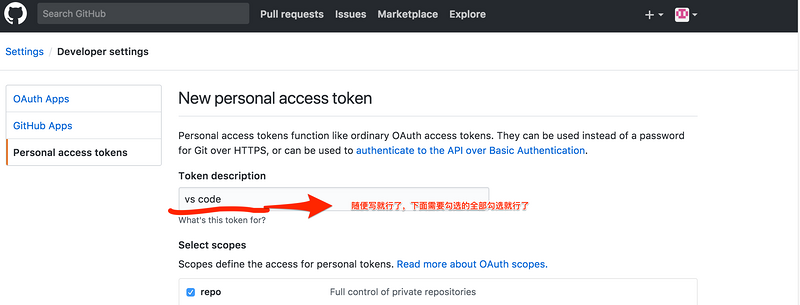 Search GitHub
Pull requests Issues Marketplace Explore
Settings / Developer settings
OAuth Apps
GitHub Apps
Personal access tokens
New personal access token
Personal access tokens function like ordinary OAuth access tokens. They can be used instead of a password
for Git over HTTPS, or can be used to authenticate to the API over Basic Authentication.
Token description
vs code
随便写就行了，下面需要勾选的全部勾选就行了
What's this token for?
Select scopes
Scopes define the access for personal tokens. Read more about OAuth scopes.
repo Full control of private repositories